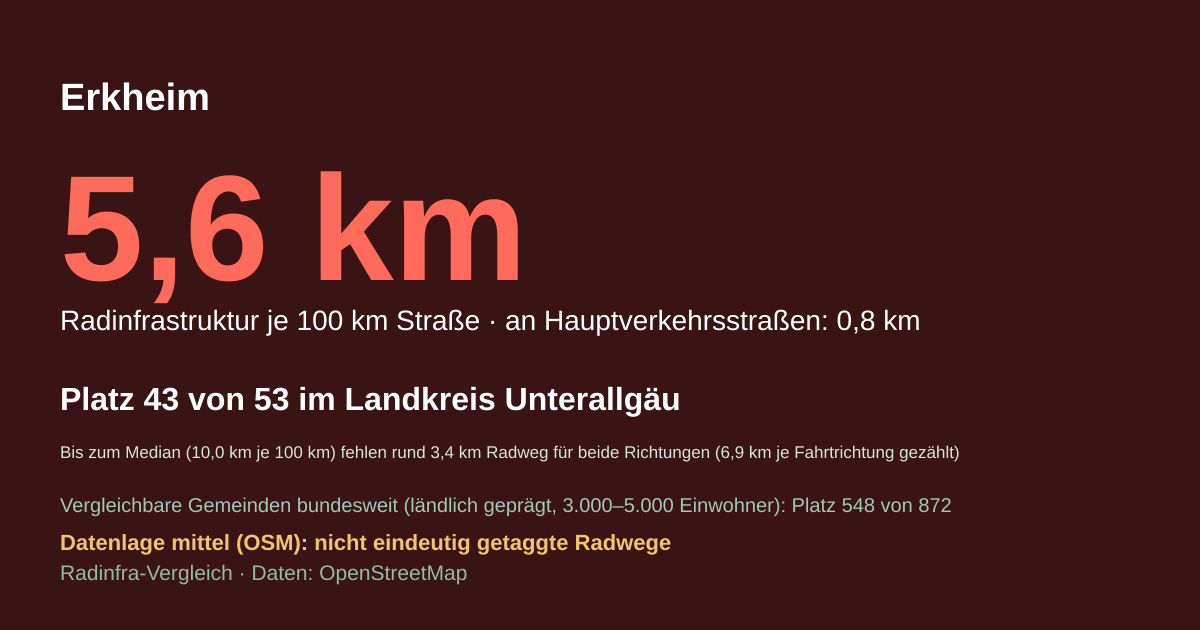 Erkheim
5,6 km
Radinfrastruktur je 100 km Straße · an Hauptverkehrsstraßen: 0,8 km
Platz 43 von 53 im Landkreis Unterallgäu
Bis zum Median (10,0 km je 100 km) fehlen rund 3,4 km Radweg für beide Richtungen (6,9 km je Fahrtrichtung gezählt)
Vergleichbare Gemeinden bundesweit (ländlich geprägt, 3.000–5.000 Einwohner): Platz 548 von 872
Datenlage mittel (OSM): nicht eindeutig getaggte Radwege
Radinfra-Vergleich · Daten: OpenStreetMap